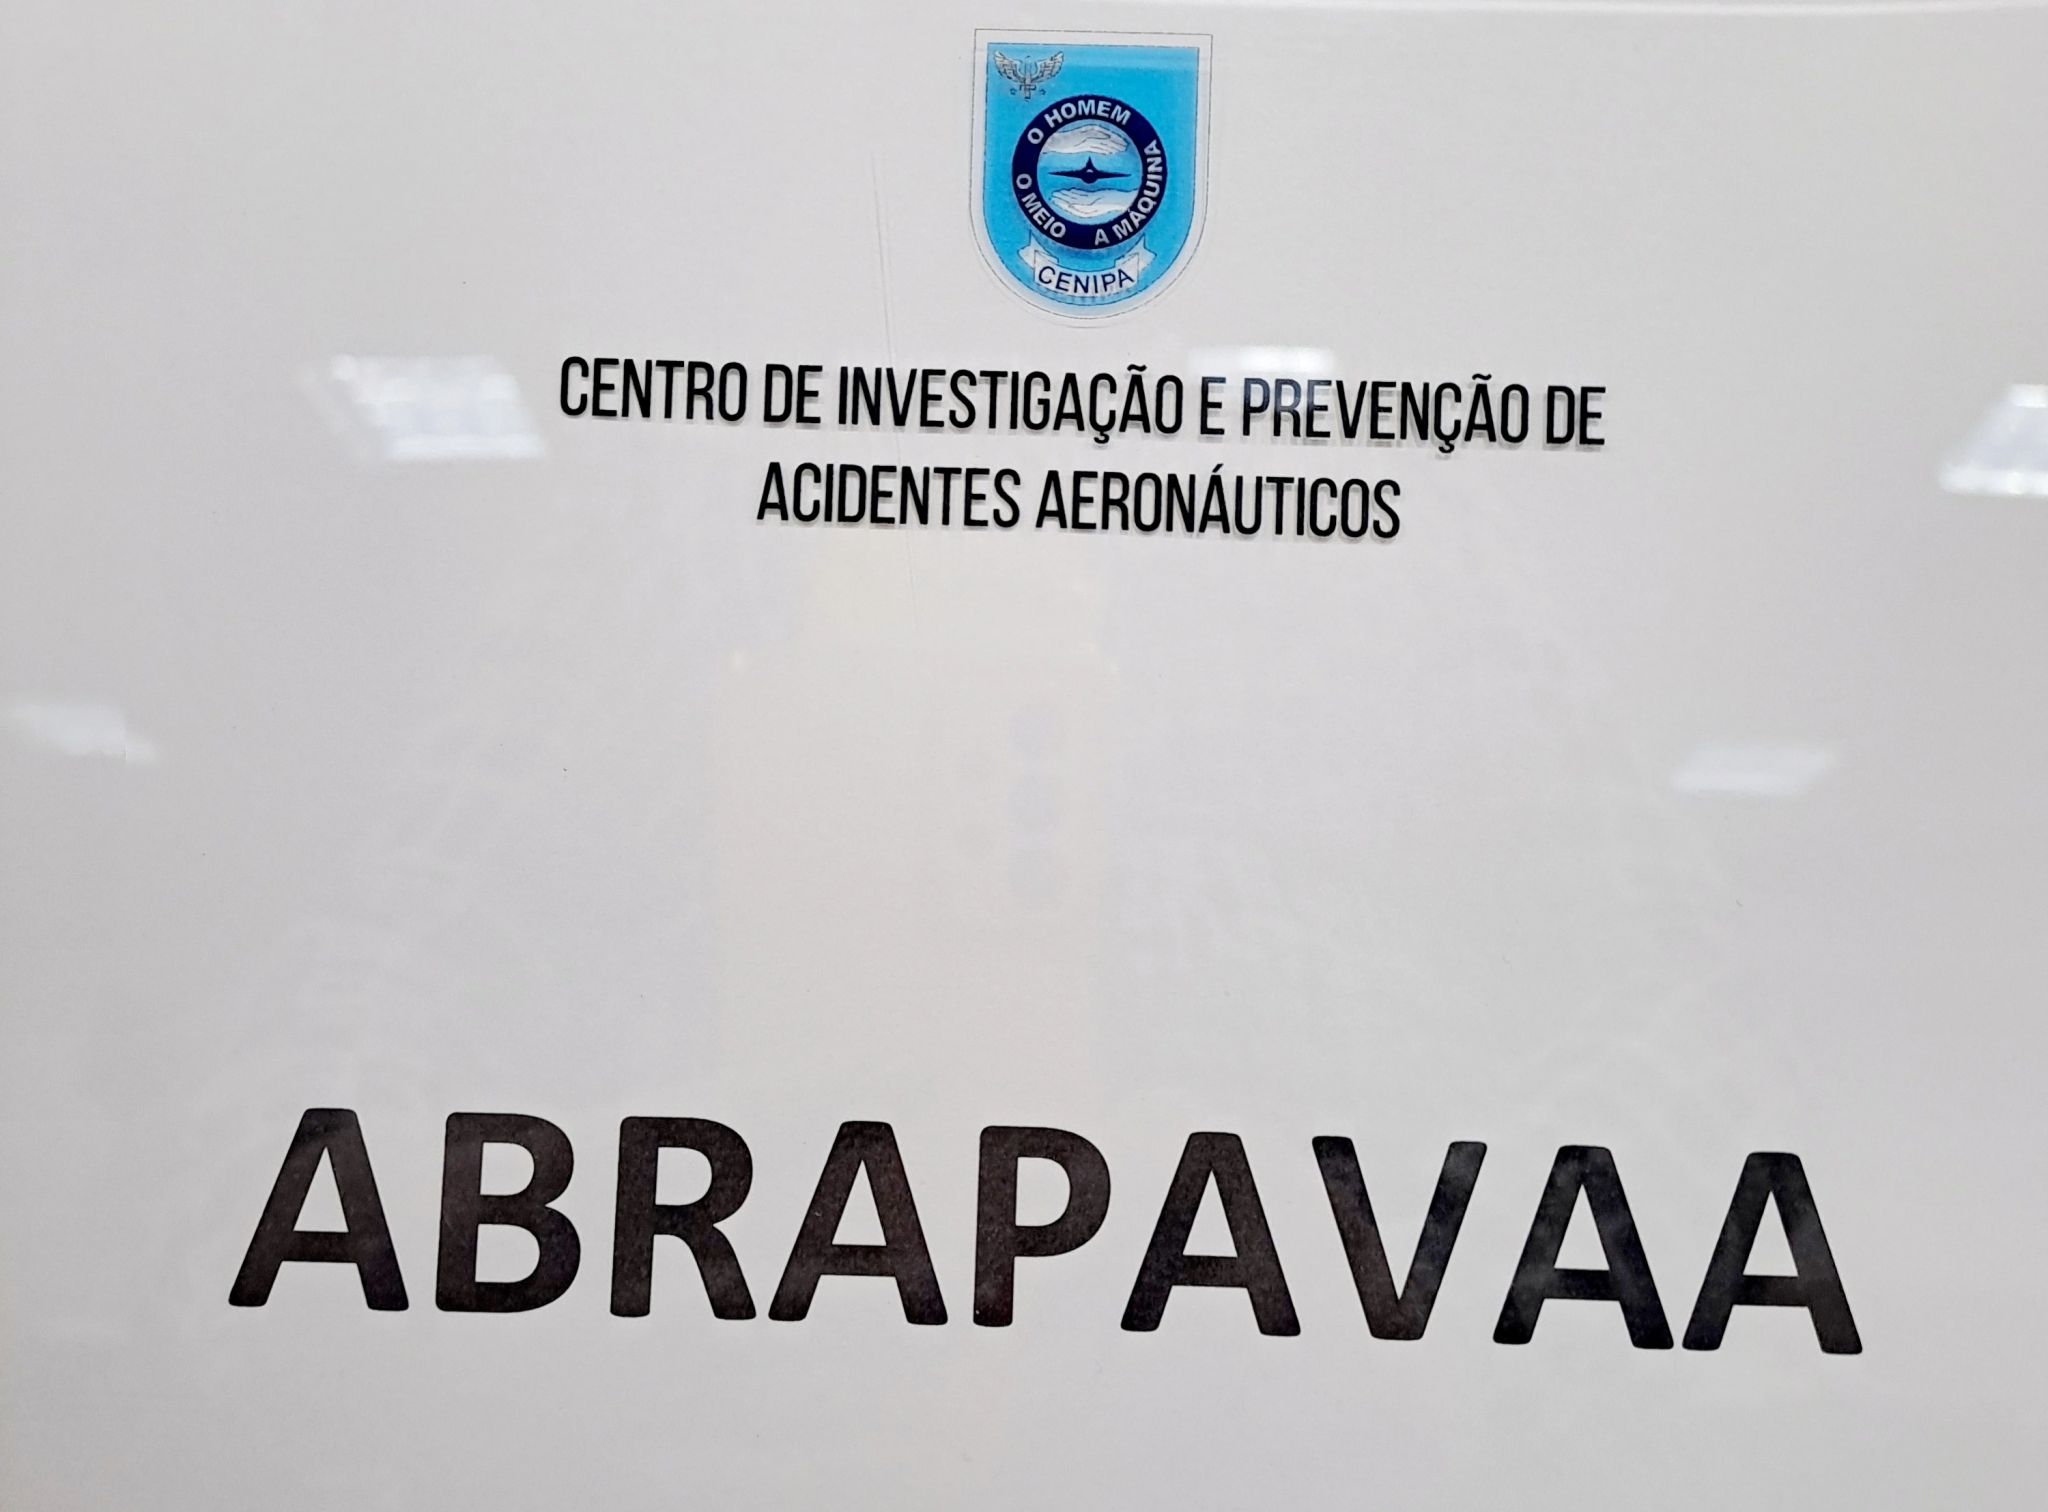 O HOMEM
O MEIO
A MÁQUINA
CENIPA
CENTRO DE INVESTIGAÇÃO E PREVENÇÃO DE
ACIDENTES AERONÁUTICOS
ABRAPAVAA